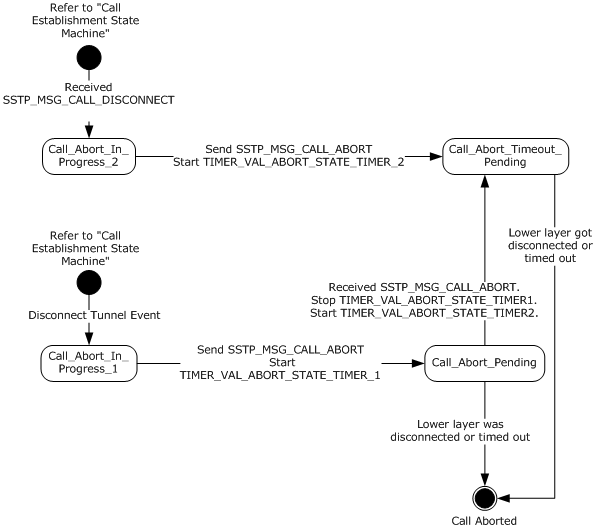 Refer to "Call
Establishment State
Machine"
Received
SSTP_MSG_CALL_DISCONNECT
Call_Abort_In_
Progress_2
Send SSTP_MSG_CALL_ABORT
Start TIMER_VAL_ABORT_STATE_TIMER_2
Call_Abort_Timeout_
Pending
Lower layer got
disconnected or
timed out
Refer to "Call
Establishment State
Machine"
Disconnect Tunnel Event
Received SSTP_MSG_CALL_ABORT.
Stop TIMER_VAL_ABORT_STATE_TIMER1.
Start TIMER_VAL_ABORT_STATE_TIMER2.
Call_Abort_In_
Progress_1
Send SSTP_MSG_CALL_ABORT
Start
TIMER_VAL_ABORT_STATE_TIMER_1
Call_Abort_Pending
Lower layer was
disconnected or timed out
Call Aborted